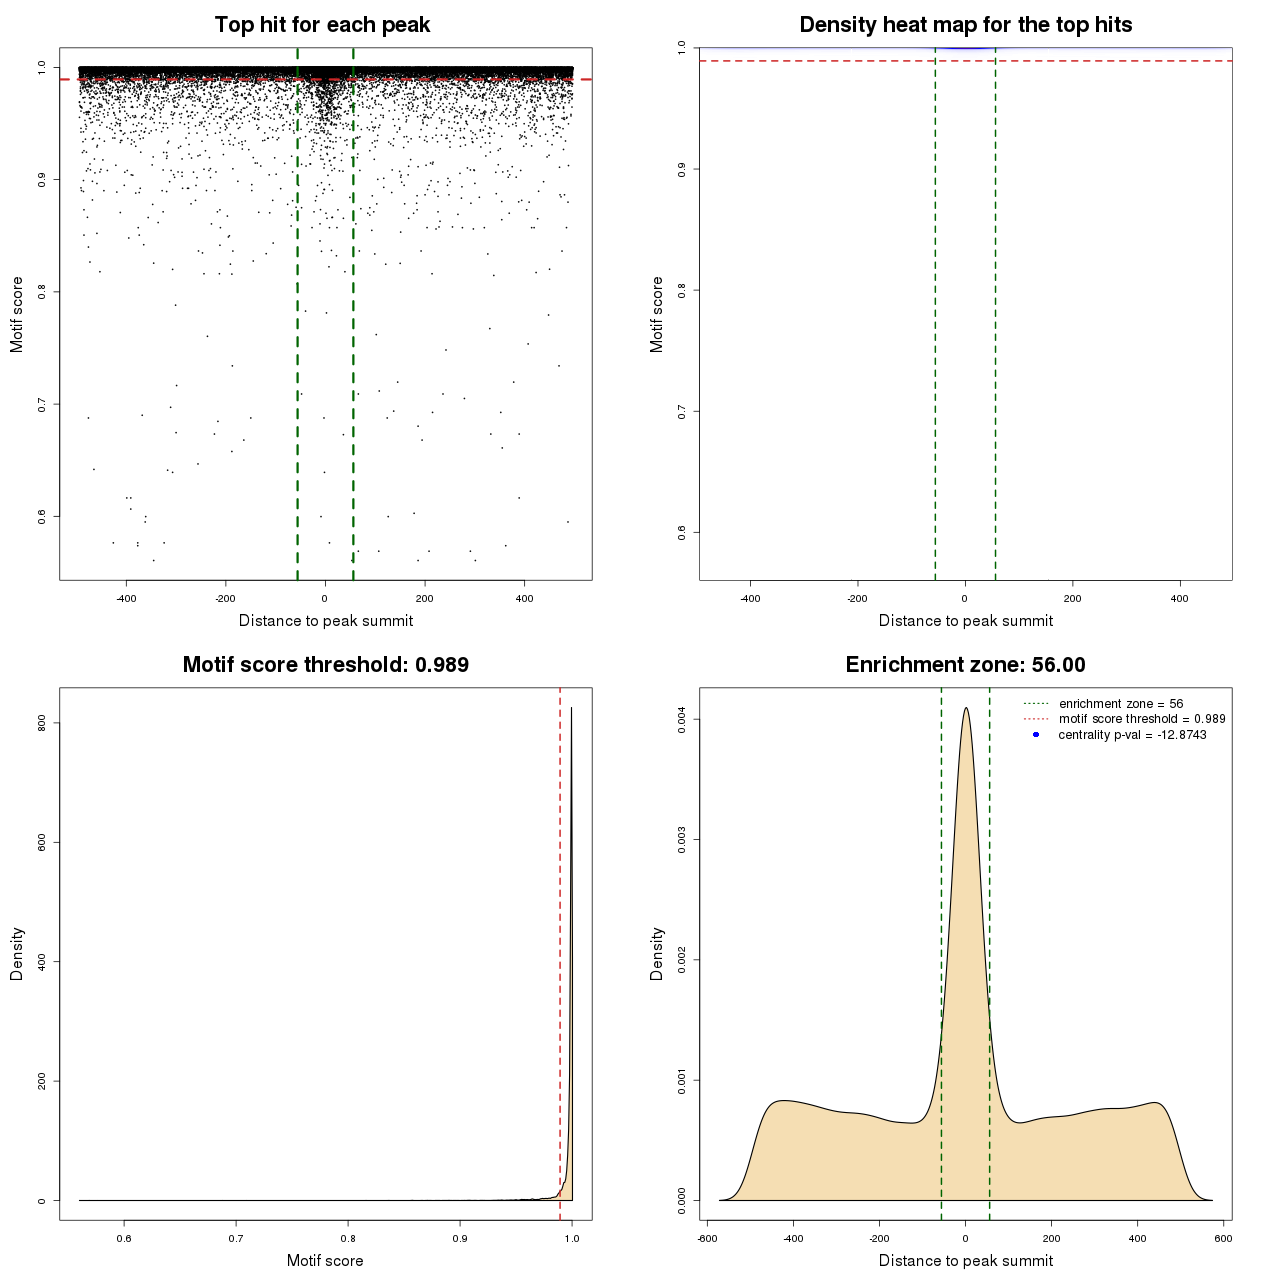 Top hit for each peak
1.0
0.9
0.8
0.7
0.6
Motif score
-400
-200
0
200
400
Distance to peak summit
Density heat map for the top hits
1.0
0.9
0.8
0.7
0.6
Motif score
-400
-200
0
200
400
Distance to peak summit
Motif score threshold: 0.989
800
600
400
200
0
Density
0.6
0.7
0.8
0.9
1.0
Motif score
Enrichment zone: 56.00
enrichment zone = 56
motif score threshold = 0.989
centrality p-val = -12.8743
0.004
0.003
0.002
0.001
0.000
Density
-600
-400
-200
0
200
400
600
Distance to peak summit